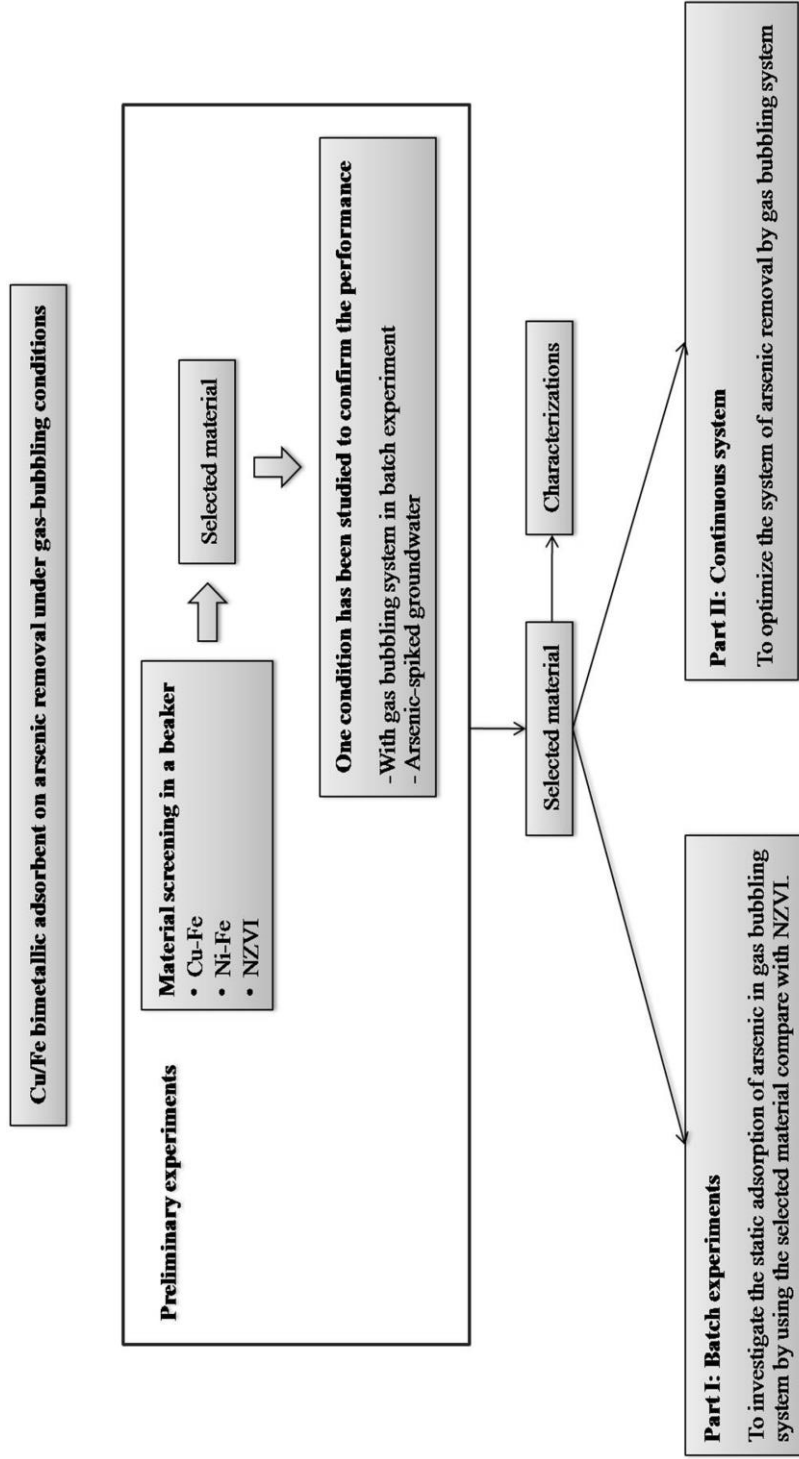 Cu/Fe bimetallic adsorbent on arsenic removal under gas-bubbling conditions
Preliminary experiments
Material screening in a beaker
• Cu-Fe
• Ni-Fe
• NZVI
Selected material
One condition has been studied to confirm the performance
- With gas bubbling system in batch experiment
- Arsenic-spiked groundwater
Selected material
Characterizations
Part I: Batch experiments
To investigate the static adsorption of arsenic in gas bubbling
system by using the selected material compare with NZVI.
Part II: Continuous system
To optimize the system of arsenic removal by gas bubbling system